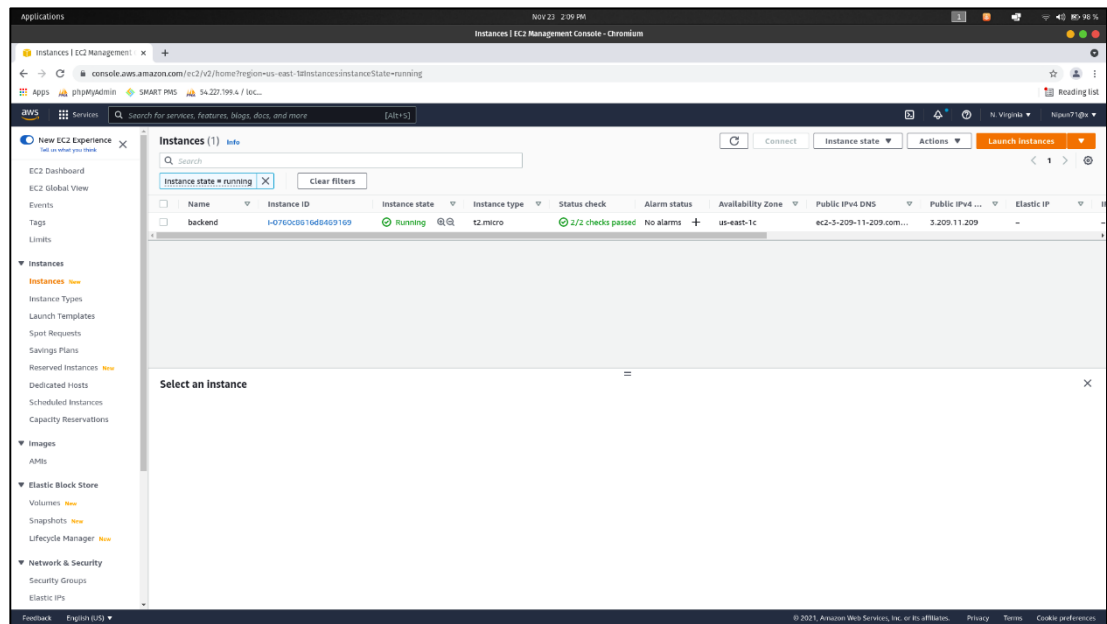 Applications
NOV 23 2:09 PM
1
98 %
Instances | EC2 Management Console - Chromium
Instances | EC2 Management
console.aws.amazon.com/ec2/v2/home?region=us-east-1#Instances:instanceState=running
Apps phpMyAdmin SMART PMS 54.227.199.4 / loc... Reading list
aws Services Search for services, features, blogs, docs, and more [Alt+S] N. Virginia ▼ Nipun71@x ▼
New EC2 Experience
Tell us what you think
EC2 Dashboard
EC2 Global View
Events
Tags
Limits
Instances
Instances New
Instance Types
Launch Templates
Spot Requests
Savings Plans
Reserved Instances New
Dedicated Hosts
Scheduled Instances
Capacity Reservations
Images
AMIs
Elastic Block Store
Volumes New
Snapshots New
Lifecycle Manager New
Network & Security
Security Groups
Elastic IPs
Instances (1) Info Connect Instance state ▼ Actions ▼ Launch instances ▼
Search
< 1 >
Instance state = running Clear filters
Name Instance ID Instance state Instance type Status check Alarm status Availability Zone Public IPv4 DNS Public IPv4 ... Elastic IP
backend i-0760c8616d8469169 Running t2.micro 2/2 checks passed No alarms + us-east-1c ec2-3-209-11-209.com... 3.209.11.209 –
Select an instance
Feedback English (US) ▼ © 2021, Amazon Web Services, Inc. or its affiliates. Privacy Terms Cookie preferences